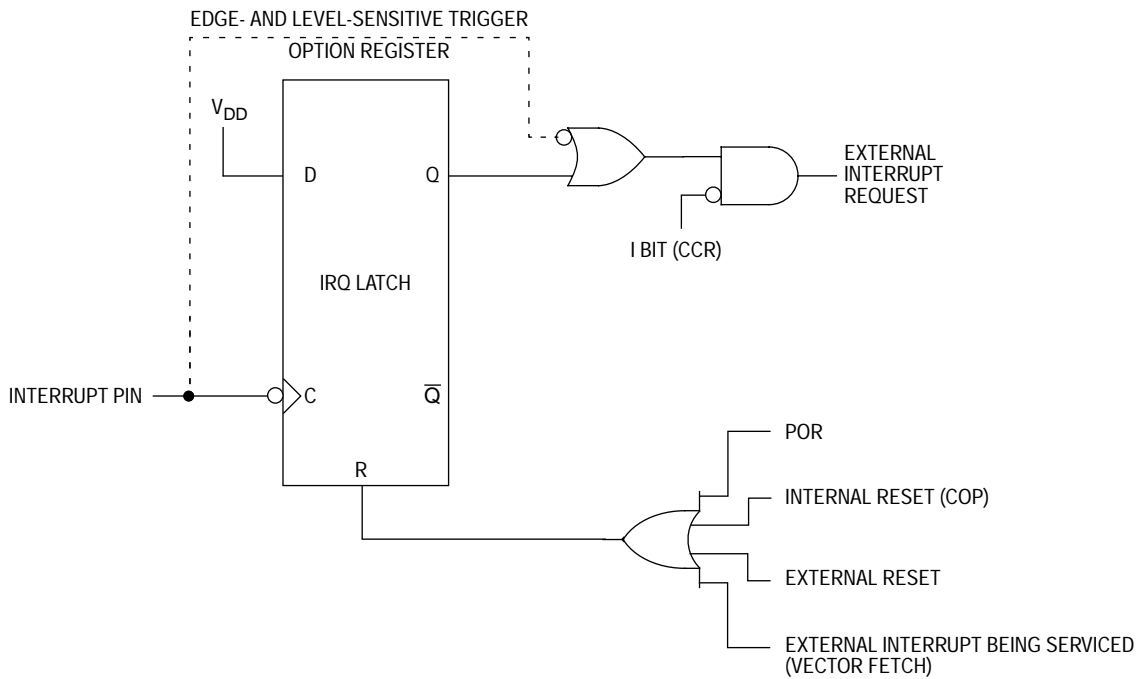 EDGE- AND LEVEL-SENSITIVE TRIGGER
OPTION REGISTER
VDD
D
Q
EXTERNAL
INTERRUPT
REQUEST
I BIT (CCR)
IRQ LATCH
INTERRUPT PIN
C
Q̅
R
POR
INTERNAL RESET (COP)
EXTERNAL RESET
EXTERNAL INTERRUPT BEING SERVICED
(VECTOR FETCH)